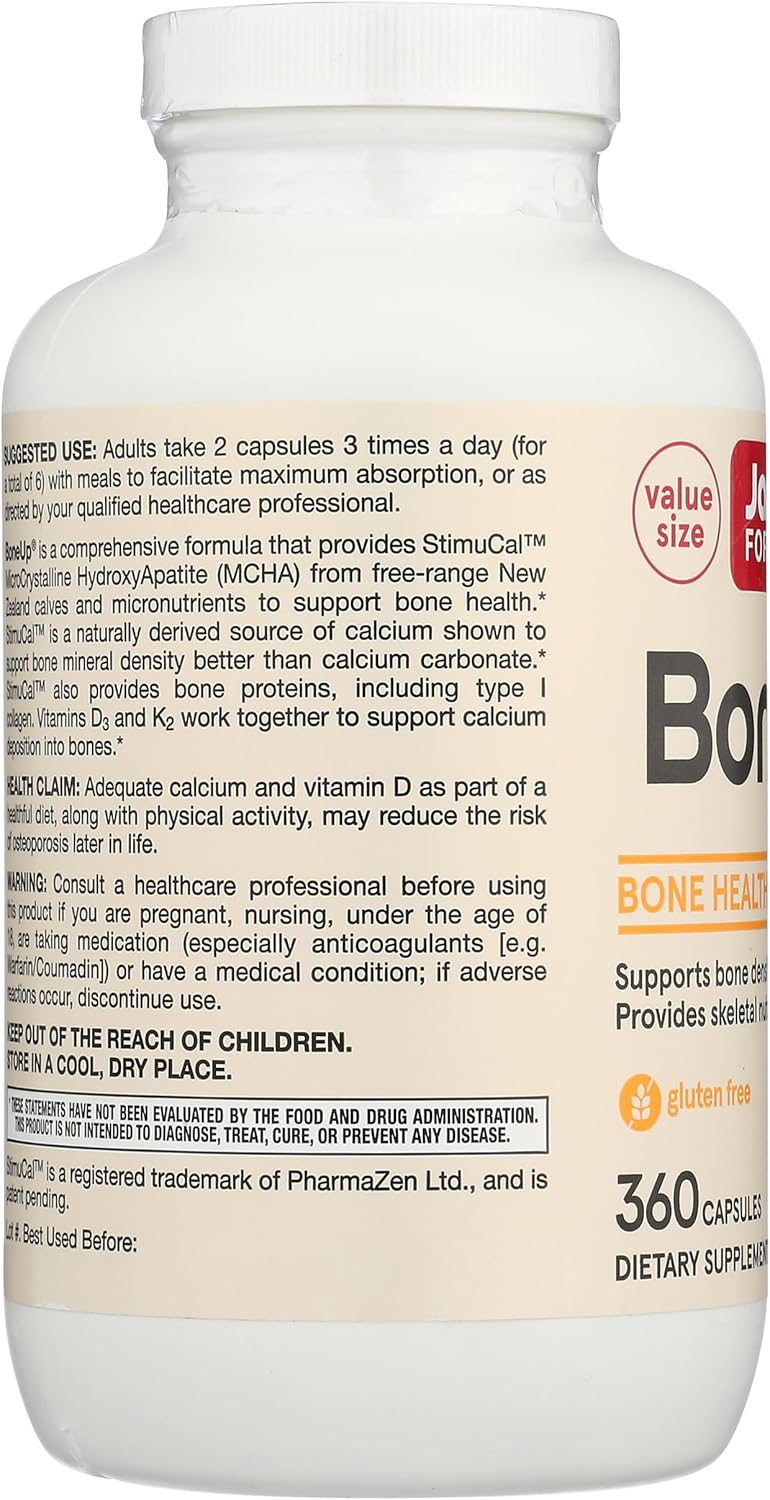 SUGGESTED USE: Adults take 2 capsules 3 times a day (for
a total of 6) with meals to facilitate maximum absorption, or as
directed by your qualified healthcare professional.
BoneUp® is a comprehensive formula that provides StimuCal™
MicroCrystalline HydroxyApatite (MCHA) from free-range New
Zealand calves and micronutrients to support bone health.*
StimuCal™ is a naturally derived source of calcium shown to
support bone mineral density better than calcium carbonate.*
StimuCal™ also provides bone proteins, including type I
collagen. Vitamins D₃ and K₂ work together to support calcium
deposition into bones.*
HEALTH CLAIM: Adequate calcium and vitamin D as part of a
healthful diet, along with physical activity, may reduce the risk
of osteoporosis later in life.
WARNING: Consult a healthcare professional before using
this product if you are pregnant, nursing, under the age of
18, are taking medication (especially anticoagulants [e.g.
Warfarin/Coumadin]) or have a medical condition; if adverse
reactions occur, discontinue use.
KEEP OUT OF THE REACH OF CHILDREN.
STORE IN A COOL, DRY PLACE.
*THESE STATEMENTS HAVE NOT BEEN EVALUATED BY THE FOOD AND DRUG ADMINISTRATION.
THIS PRODUCT IS NOT INTENDED TO DIAGNOSE, TREAT, CURE, OR PREVENT ANY DISEASE.
StimuCal™ is a registered trademark of PharmaZen Ltd., and is
patent pending.
Lot #. Best Used Before:
value
size
Ja
FOR
Bon
BONE HEALTH
Supports bone dens
Provides skeletal nut
gluten free
360 CAPSULES
DIETARY SUPPLEMENT